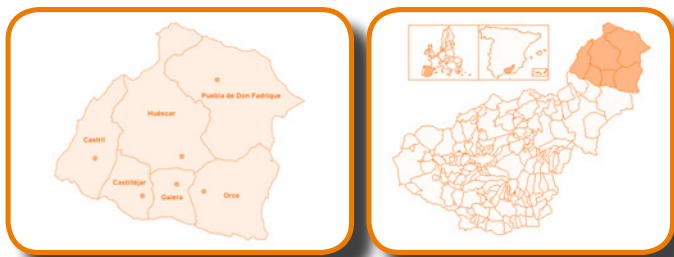 Puebla de Don Fadrique
Huéscar
Castril
Castilléjar
Galera
Orce